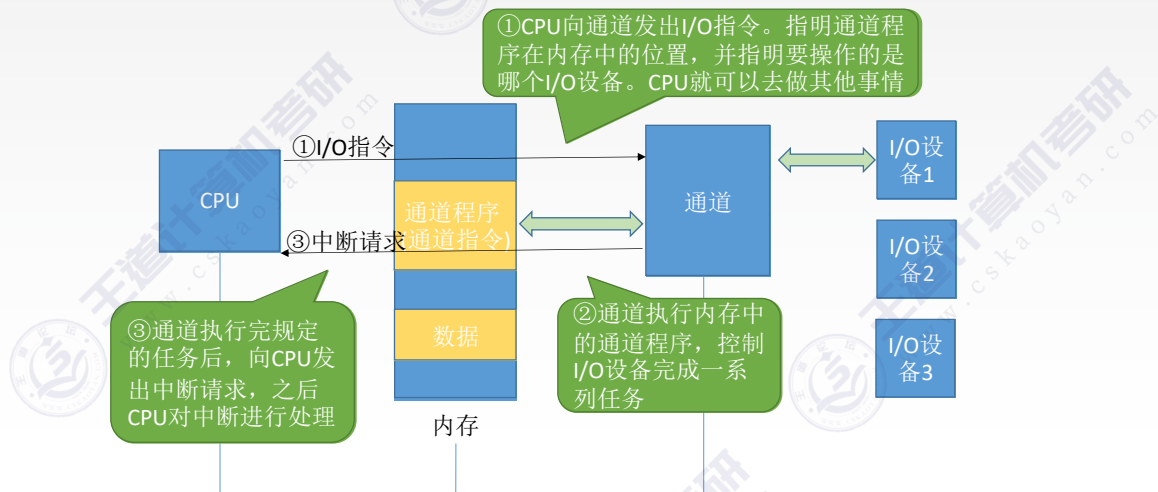 ①CPU向通道发出I/O指令。指明通道程
序在内存中的位置，并指明要操作的是
哪个I/O设备。CPU就可以去做其他事情
①I/O指令
CPU
通道程序
(通道指令)
③中断请求
通道
I/O设
备1
I/O设
备2
I/O设
备3
数据
③通道执行完规定
的任务后，向CPU发
出中断请求，之后
CPU对中断进行处理
②通道执行内存中
的通道程序，控制
I/O设备完成一系
列任务
内存
王道计算机考研
www.cskaoyan.com